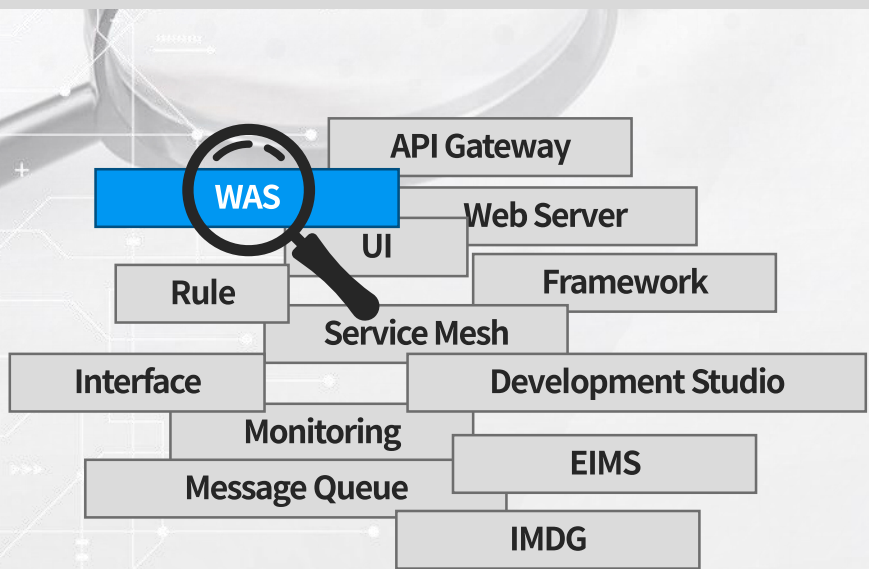 API Gateway
WAS
Web Server
UI
Framework
Rule
Service Mesh
Interface
Development Studio
Monitoring
EIMS
Message Queue
IMDG